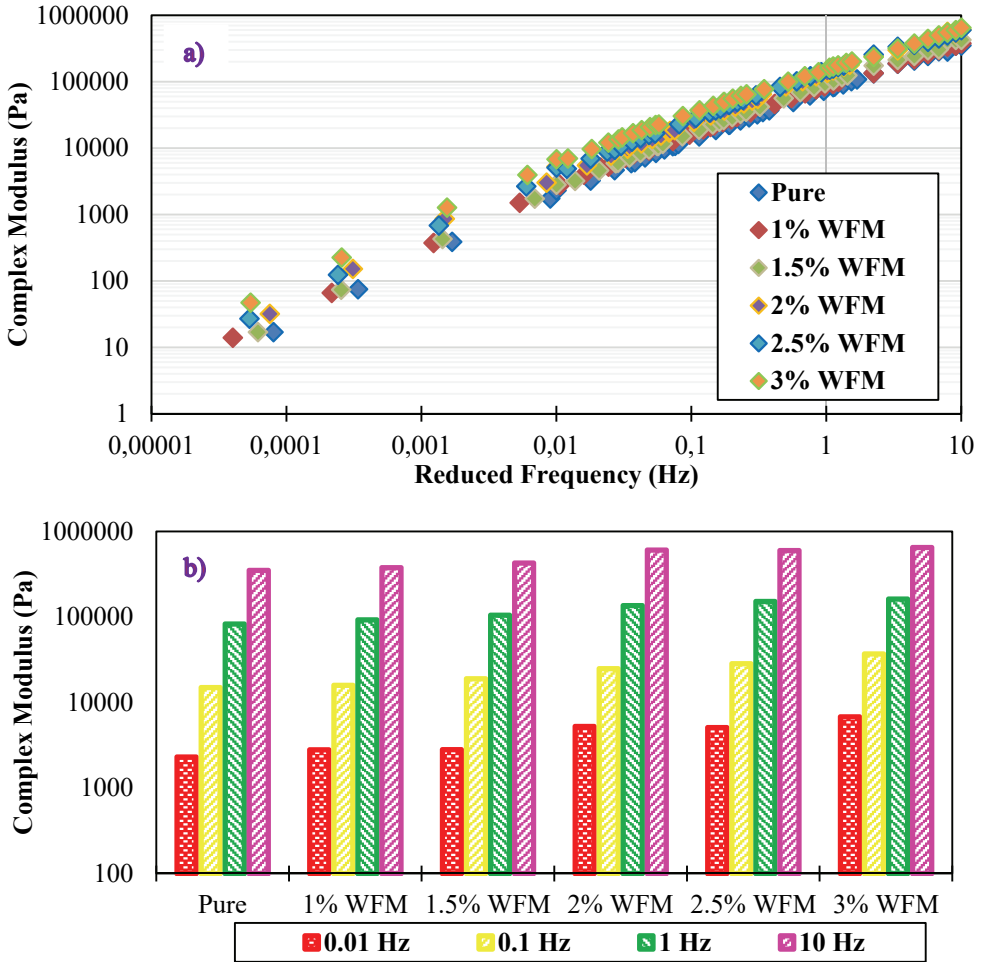 a)
Complex Modulus (Pa)
1000000
100000
10000
1000
100
10
1
0,00001
0,0001
0,001
0,01
0,1
1
10
Reduced Frequency (Hz)
Pure
1% WFM
1.5% WFM
2% WFM
2.5% WFM
3% WFM
b)
Complex Modulus (Pa)
1000000
100000
10000
1000
100
Pure
1% WFM
1.5% WFM
2% WFM
2.5% WFM
3% WFM
0.01 Hz
0.1 Hz
1 Hz
10 Hz